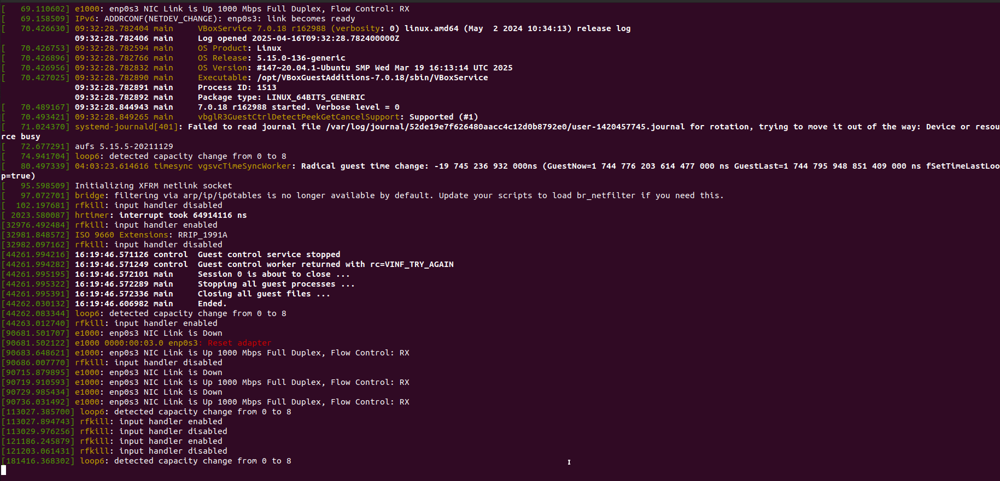 [   69.110602] e1000: enp0s3 NIC Link is Up 1000 Mbps Full Duplex, Flow Control: RX
[   69.158509] IPv6: ADDRCONF(NETDEV_CHANGE): enp0s3: link becomes ready
[   70.426630] 09:32:28.782404 main     VBoxService 7.0.18 r162988 (verbosity: 0) linux.amd64 (May  2 2024 10:34:13) release log
               09:32:28.782406 main     Log opened 2025-04-16T09:32:28.782400000Z
[   70.426753] 09:32:28.782594 main     OS Product: Linux
[   70.426896] 09:32:28.782766 main     OS Release: 5.15.0-136-generic
[   70.426956] 09:32:28.782832 main     OS Version: #147~20.04.1-Ubuntu SMP Wed Mar 19 16:13:14 UTC 2025
[   70.427025] 09:32:28.782890 main     Executable: /opt/VBoxGuestAdditions-7.0.18/sbin/VBoxService
               09:32:28.782891 main     Process ID: 1513
               09:32:28.782892 main     Package type: LINUX_64BITS_GENERIC
[   70.489167] 09:32:28.844943 main     7.0.18 r162988 started. Verbose level = 0
[   70.493421] 09:32:28.849265 main     vbglR3GuestCtrlDetectPeekGetCancelSupport: Supported (#1)
[   71.024370] systemd-journald[401]: Failed to read journal file /var/log/journal/52de19e7f626480aacc4c12d0b8792e0/user-1420457745.journal for rotation, trying to move it out of the way: Device or resou
rce busy
[   72.677291] aufs 5.15.5-20211129
[   74.941704] loop6: detected capacity change from 0 to 8
[   80.497339] 04:03:23.614616 timesync vgsvcTimeSyncWorker: Radical guest time change: -19 745 236 932 000ns (GuestNow=1 744 776 203 614 477 000 ns GuestLast=1 744 795 948 851 409 000 ns fSetTimeLastLoo
p=true)
[   95.598509] Initializing XFRM netlink socket
[   97.072701] bridge: filtering via arp/ip/ip6tables is no longer available by default. Update your scripts to load br_netfilter if you need this.
[  102.197681] rfkill: input handler disabled
[ 2023.580087] hrtimer: interrupt took 64914116 ns
[32976.492484] rfkill: input handler enabled
[32981.848572] ISO 9660 Extensions: RRIP_1991A
[32982.097162] rfkill: input handler disabled
[44261.994216] 16:19:46.571126 control  Guest control service stopped
[44261.994282] 16:19:46.571249 control  Guest control worker returned with rc=VINF_TRY_AGAIN
[44261.995195] 16:19:46.572101 main     Session 0 is about to close ...
[44261.995322] 16:19:46.572289 main     Stopping all guest processes ...
[44261.995391] 16:19:46.572336 main     Closing all guest files ...
[44262.030132] 16:19:46.606982 main     Ended.
[44262.083344] loop6: detected capacity change from 0 to 8
[44263.012740] rfkill: input handler enabled
[90681.501707] e1000: enp0s3 NIC Link is Down
[90681.502122] e1000 0000:00:03.0 enp0s3: Reset adapter
[90683.648621] e1000: enp0s3 NIC Link is Up 1000 Mbps Full Duplex, Flow Control: RX
[90686.007770] rfkill: input handler disabled
[90715.879895] e1000: enp0s3 NIC Link is Down
[90719.910593] e1000: enp0s3 NIC Link is Up 1000 Mbps Full Duplex, Flow Control: RX
[90729.985434] e1000: enp0s3 NIC Link is Down
[90736.031492] e1000: enp0s3 NIC Link is Up 1000 Mbps Full Duplex, Flow Control: RX
[113027.385700] loop6: detected capacity change from 0 to 8
[113027.894743] rfkill: input handler enabled
[113029.976256] rfkill: input handler disabled
[121186.245879] rfkill: input handler enabled
[121203.061431] rfkill: input handler disabled
[181416.368302] loop6: detected capacity change from 0 to 8